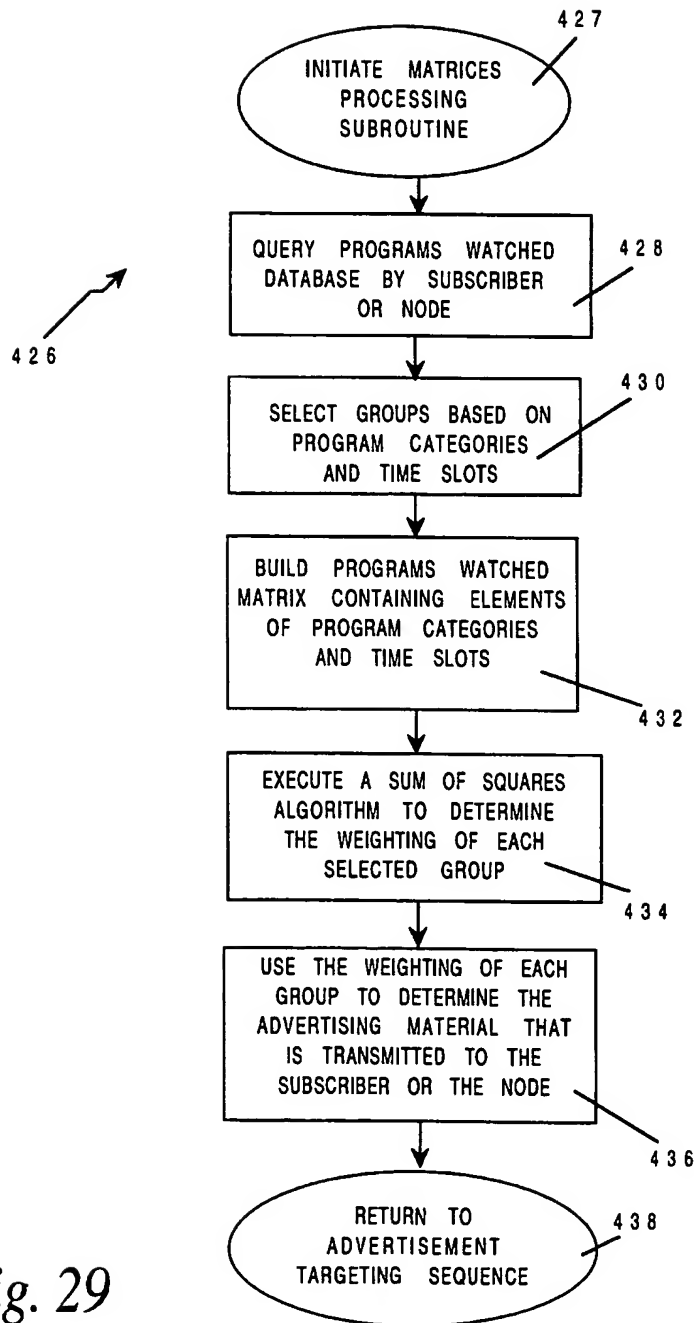 427
INITIATE MATRICES
PROCESSING
SUBROUTINE
QUERY PROGRAMS WATCHED
DATABASE BY SUBSCRIBER
OR NODE
428
426
430
SELECT GROUPS BASED ON
PROGRAM CATEGORIES
AND TIME SLOTS
BUILD PROGRAMS WATCHED
MATRIX CONTAINING ELEMENTS
OF PROGRAM CATEGORIES
AND TIME SLOTS
432
EXECUTE A SUM OF SQUARES
ALGORITHM TO DETERMINE
THE WEIGHTING OF EACH
SELECTED GROUP
434
USE THE WEIGHTING OF EACH
GROUP TO DETERMINE THE
ADVERTISING MATERIAL THAT
IS TRANSMITTED TO THE
SUBSCRIBER OR THE NODE
436
RETURN TO
ADVERTISEMENT
TARGETING SEQUENCE
438
g. 29